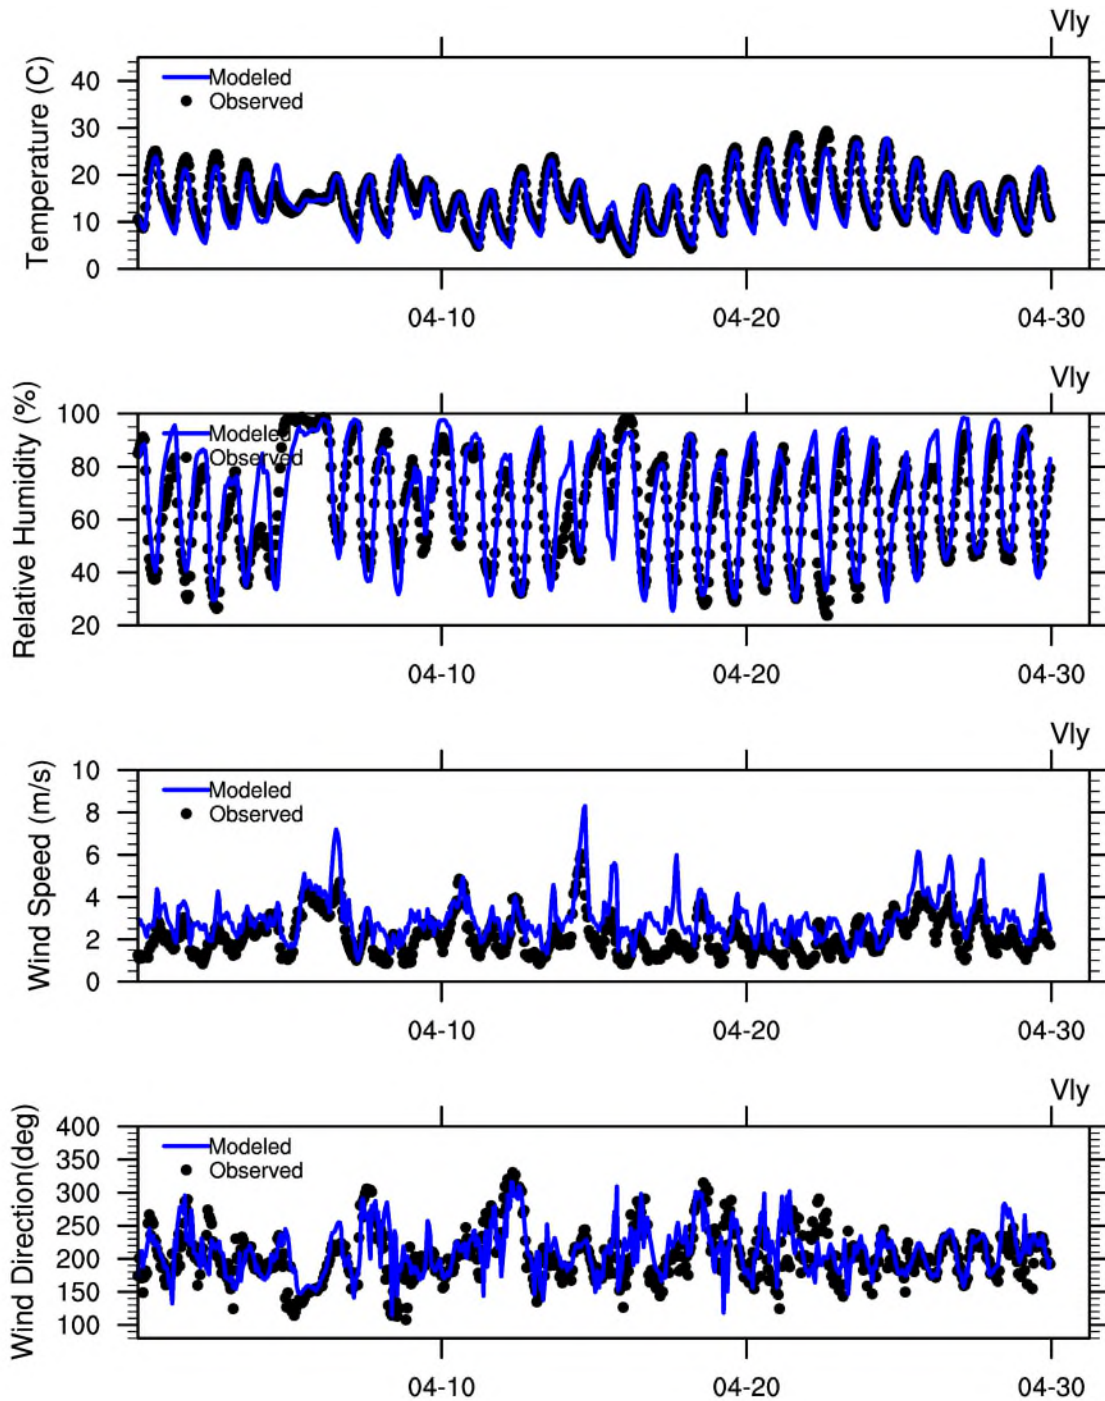 Vly
Temperature (C)
40
30
20
10
0
Modeled
Observed
04-10
04-20
04-30
Vly
Relative Humidity (%)
100
80
60
40
20
Modeled
Observed
04-10
04-20
04-30
Vly
Wind Speed (m/s)
10
8
6
4
2
0
Modeled
Observed
04-10
04-20
04-30
Vly
Wind Direction(deg)
400
350
300
250
200
150
100
Modeled
Observed
04-10
04-20
04-30